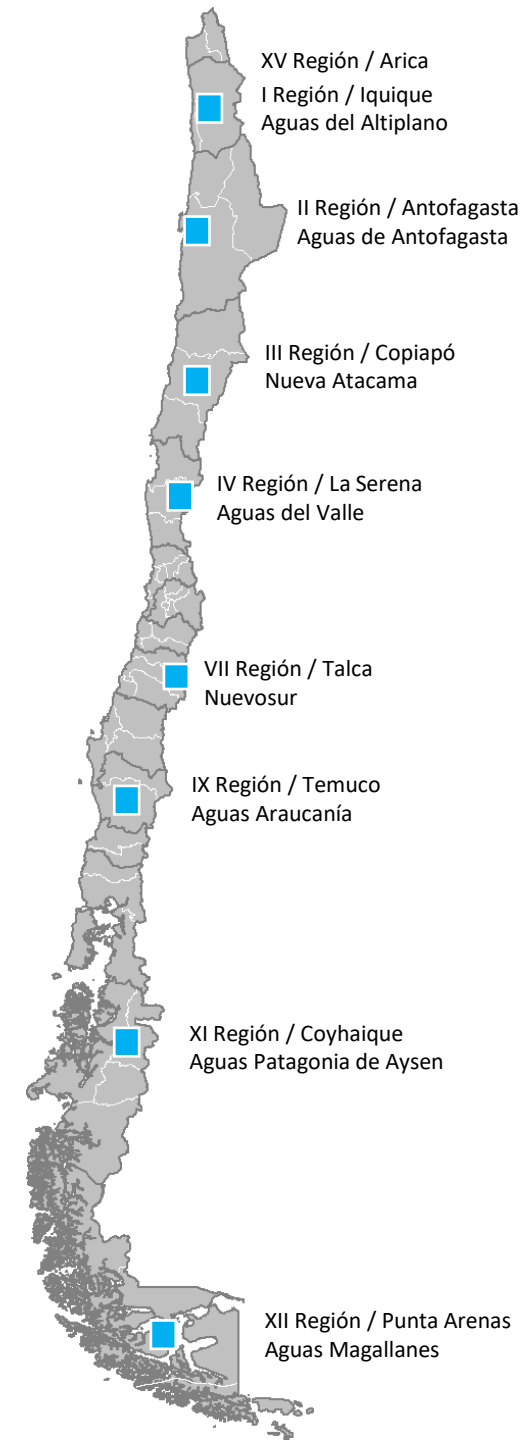 XV Región / Arica
I Región / Iquique
Aguas del Altiplano
II Región / Antofagasta
Aguas de Antofagasta
III Región / Copiapó
Nueva Atacama
IV Región / La Serena
Aguas del Valle
VII Región / Talca
Nuevosur
IX Región / Temuco
Aguas Araucanía
XI Región / Coyhaique
Aguas Patagonia de Aysen
XII Región / Punta Arenas
Aguas Magallanes